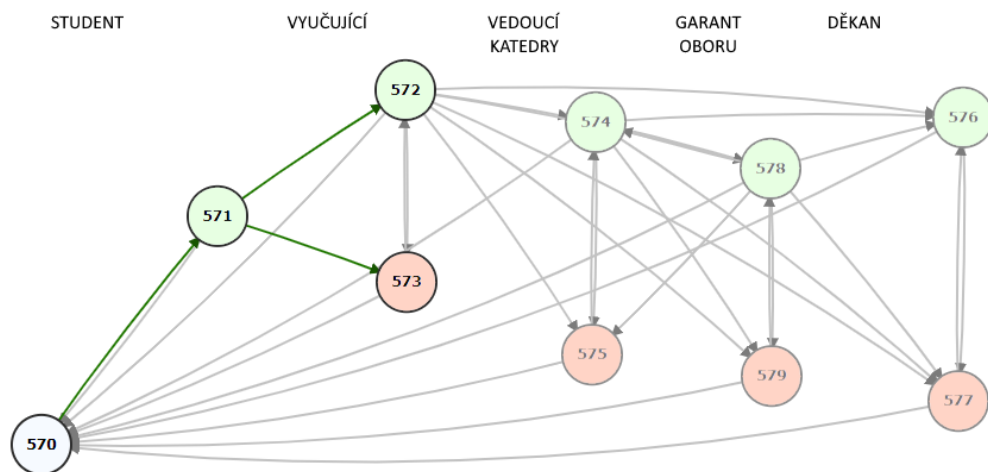 STUDENT
VYUČUJÍCÍ
VEDOUCÍ
KATEDRY
GARANT
OBORU
DĚKAN
572
574
576
578
571
573
575
579
577
570